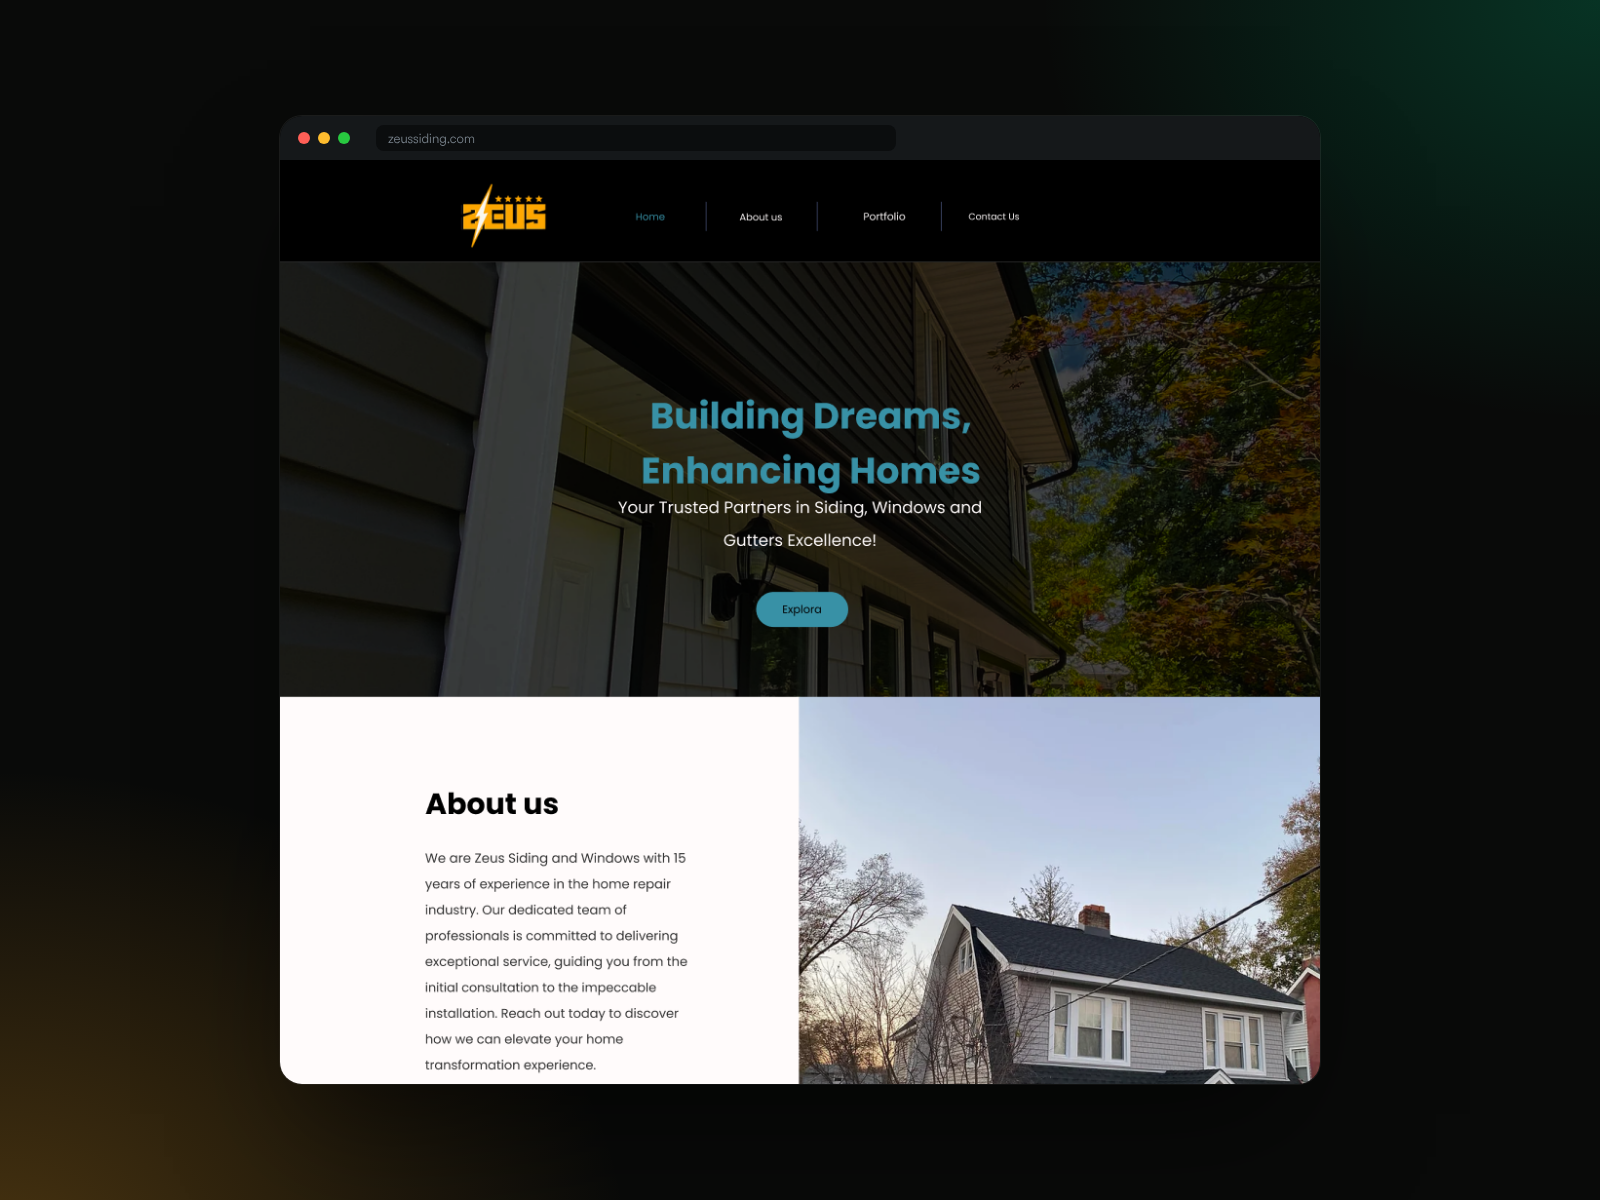 zeussiding.com
ZEUS
Home
About us
Portfolio
Contact Us
Building Dreams,
Enhancing Homes
Your Trusted Partners in Siding, Windows and
Gutters Excellence!
Explora
About us
We are Zeus Siding and Windows with 15
years of experience in the home repair
industry. Our dedicated team of
professionals is committed to delivering
exceptional service, guiding you from the
initial consultation to the impeccable
installation. Reach out today to discover
how we can elevate your home
transformation experience.